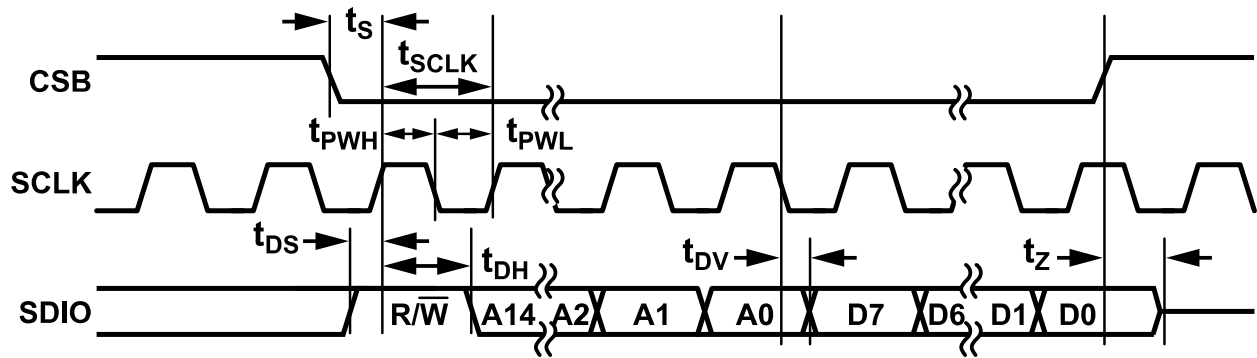 tS
tSCLK
CSB
tPWH tPWL
SCLK
tDS tDH tDV tZ
SDIO R/W̅ A14 A2 A1 A0 D7 D6 D1 D0